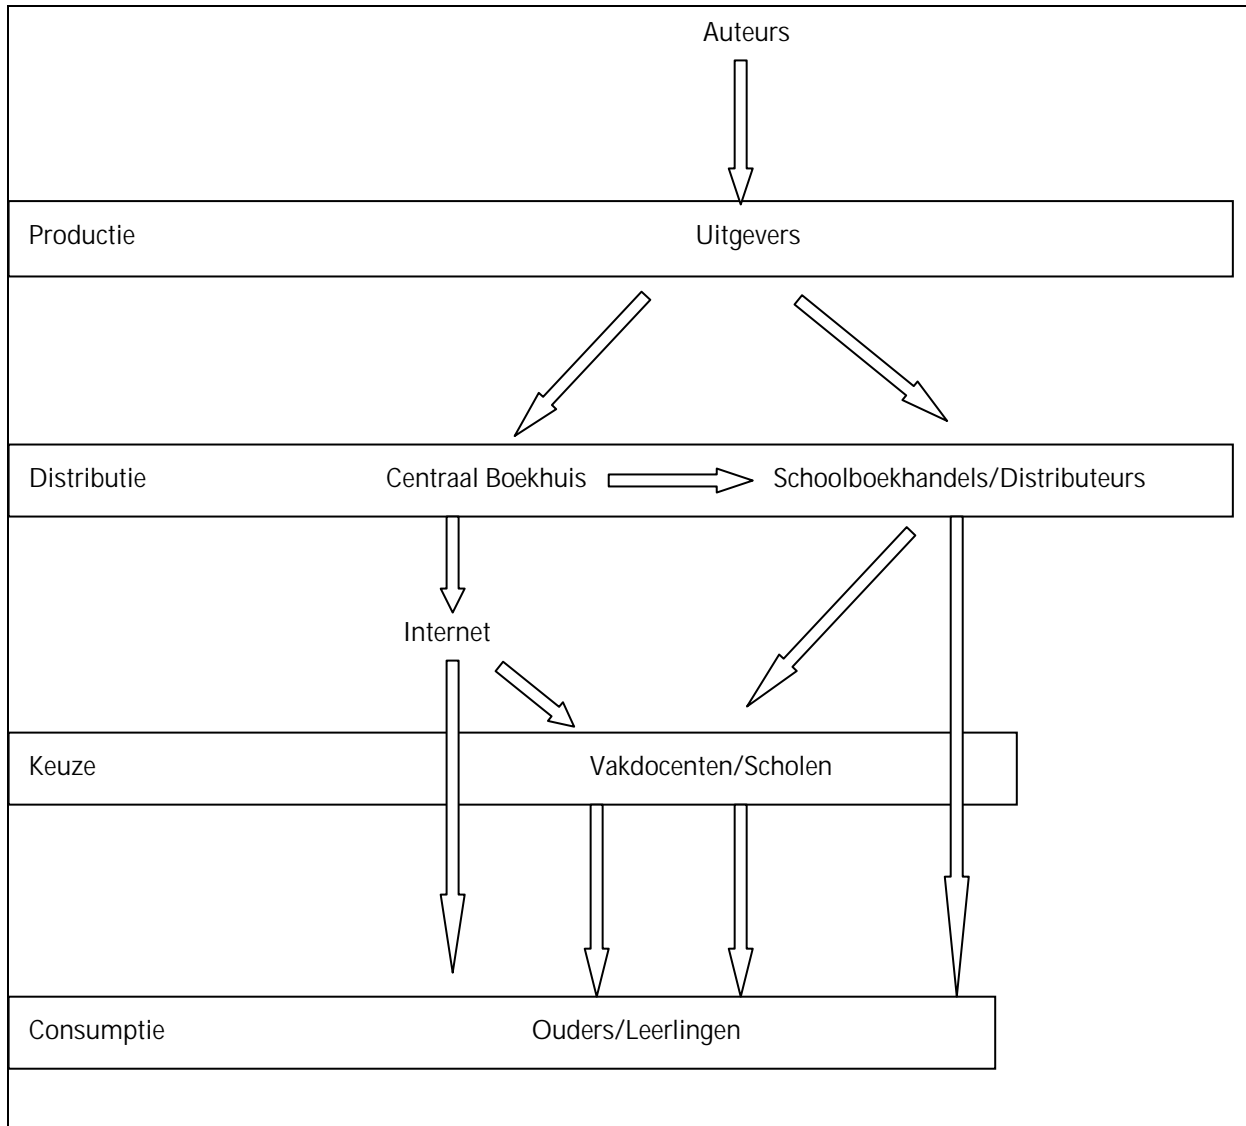 Auteurs
Productie Uitgevers
Distributie Centraal Boekhuis Schoolboekhandels/Distributeurs
Internet
Keuze Vakdocenten/Scholen
Consumptie Ouders/Leerlingen